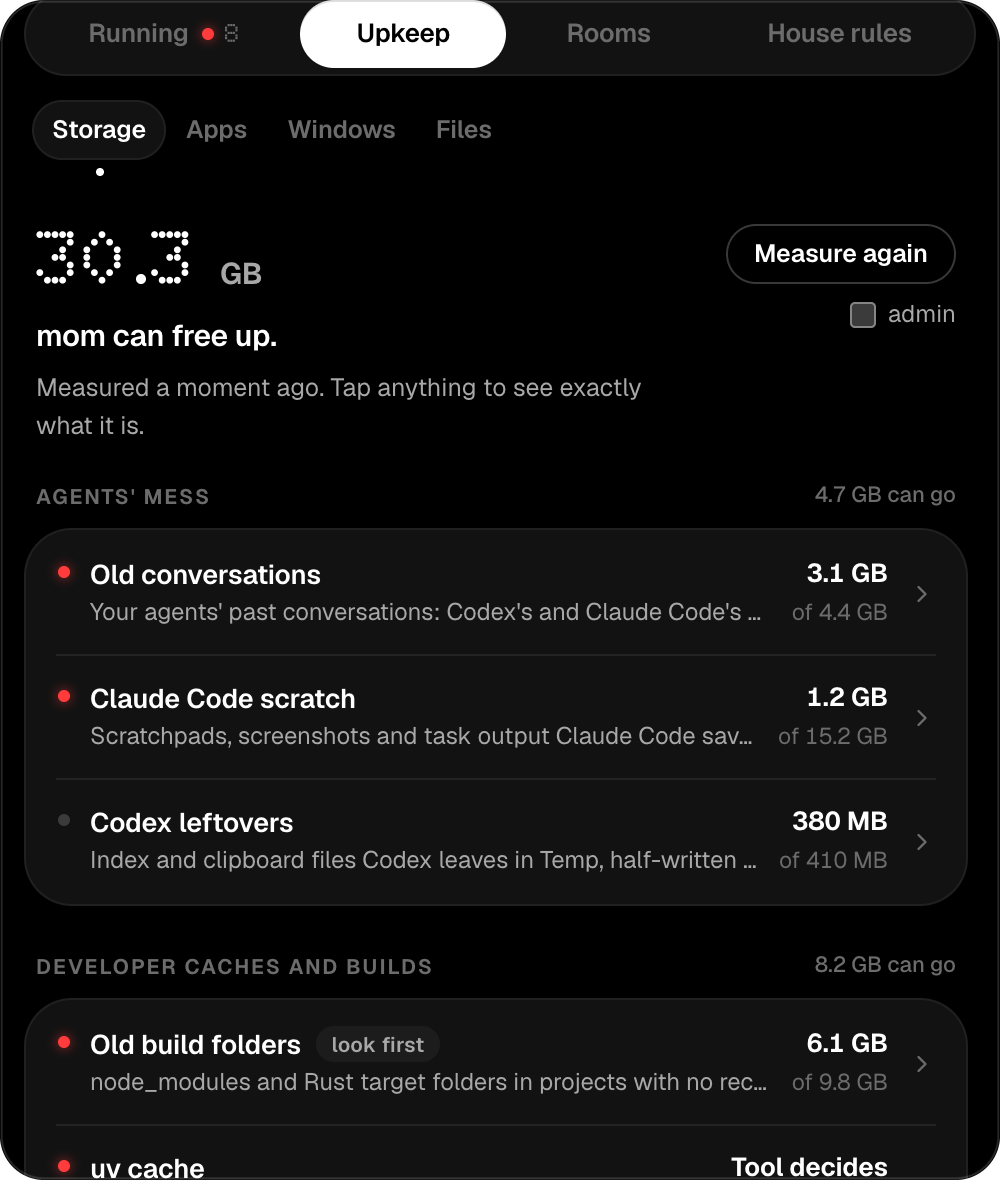 Running 8
Upkeep
Rooms
House rules
Storage
Apps
Windows
Files
30.3 GB
Measure again
admin
mom can free up.
Measured a moment ago. Tap anything to see exactly
what it is.
AGENTS' MESS
4.7 GB can go
Old conversations
3.1 GB
Your agents' past conversations: Codex's and Claude Code's ...
of 4.4 GB
Claude Code scratch
1.2 GB
Scratchpads, screenshots and task output Claude Code sav...
of 15.2 GB
Codex leftovers
380 MB
Index and clipboard files Codex leaves in Temp, half-written ...
of 410 MB
DEVELOPER CACHES AND BUILDS
8.2 GB can go
Old build folders
look first
6.1 GB
node_modules and Rust target folders in projects with no rec...
of 9.8 GB
uv cache
Tool decides